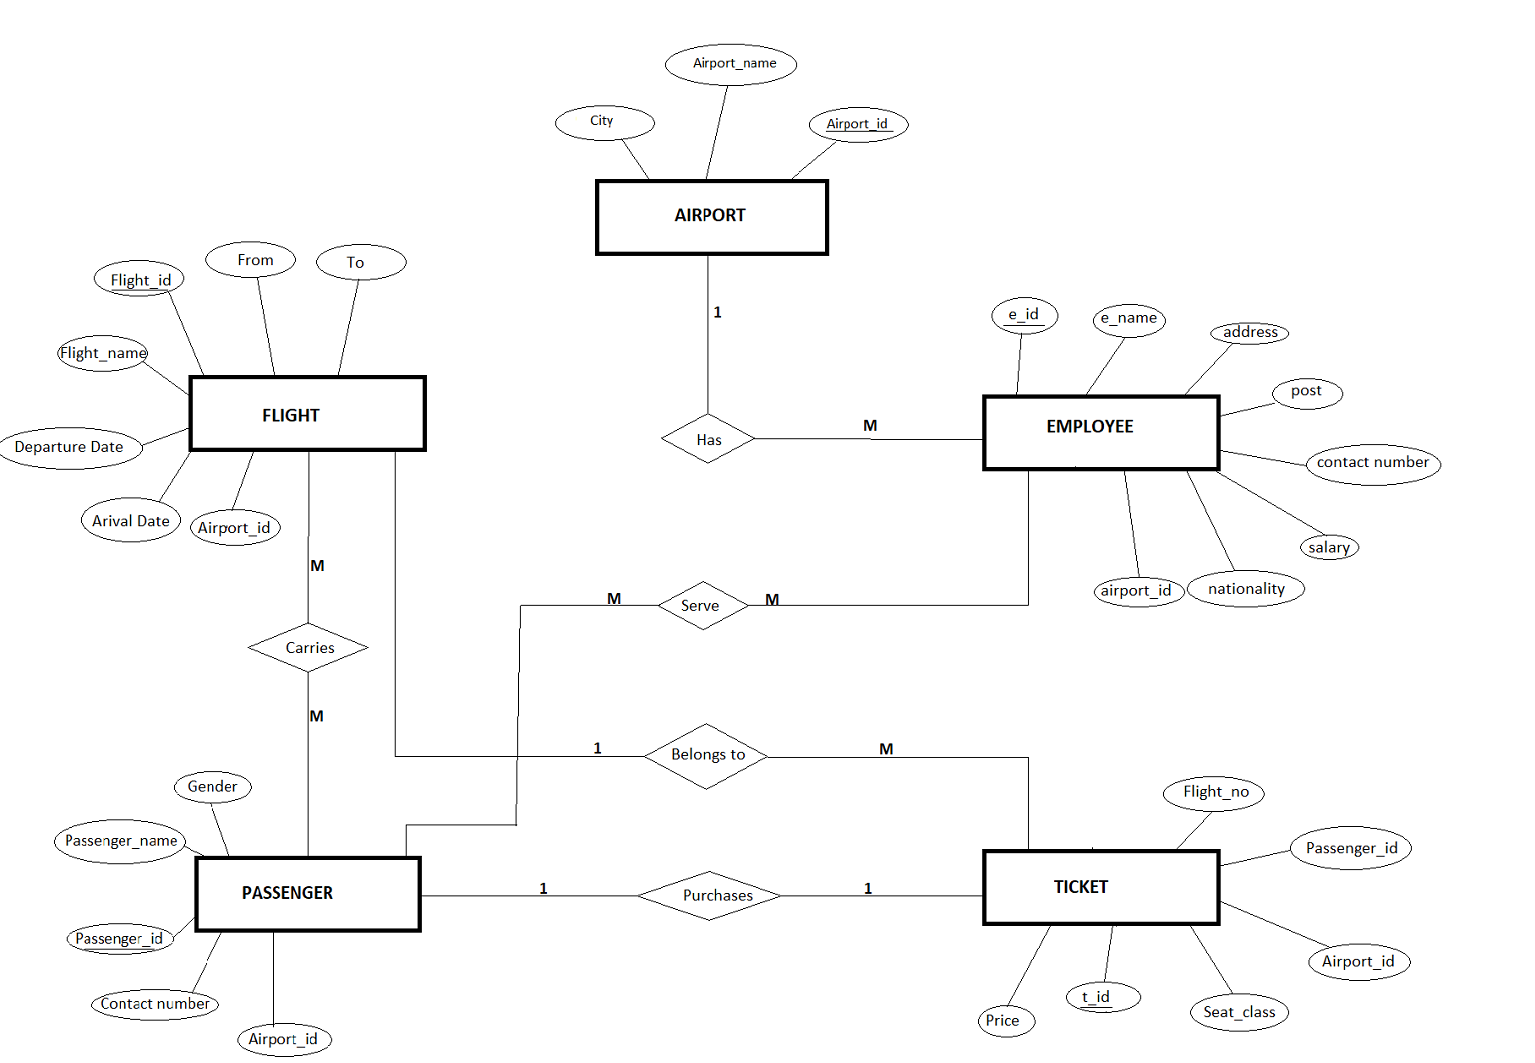 Airport_name
City
Airport_id
AIRPORT
1
Flight_id
From
To
Flight_name
FLIGHT
Departure Date
Arival Date
Airport_id
e_id
e_name
address
post
EMPLOYEE
contact number
salary
airport_id
nationality
Has
M
M
Serve
M
M
Carries
M
1
Belongs to
M
Gender
Passenger_name
PASSENGER
Passenger_id
Contact number
Airport_id
1
Purchases
1
Flight_no
Passenger_id
TICKET
Airport_id
Price
t_id
Seat_class